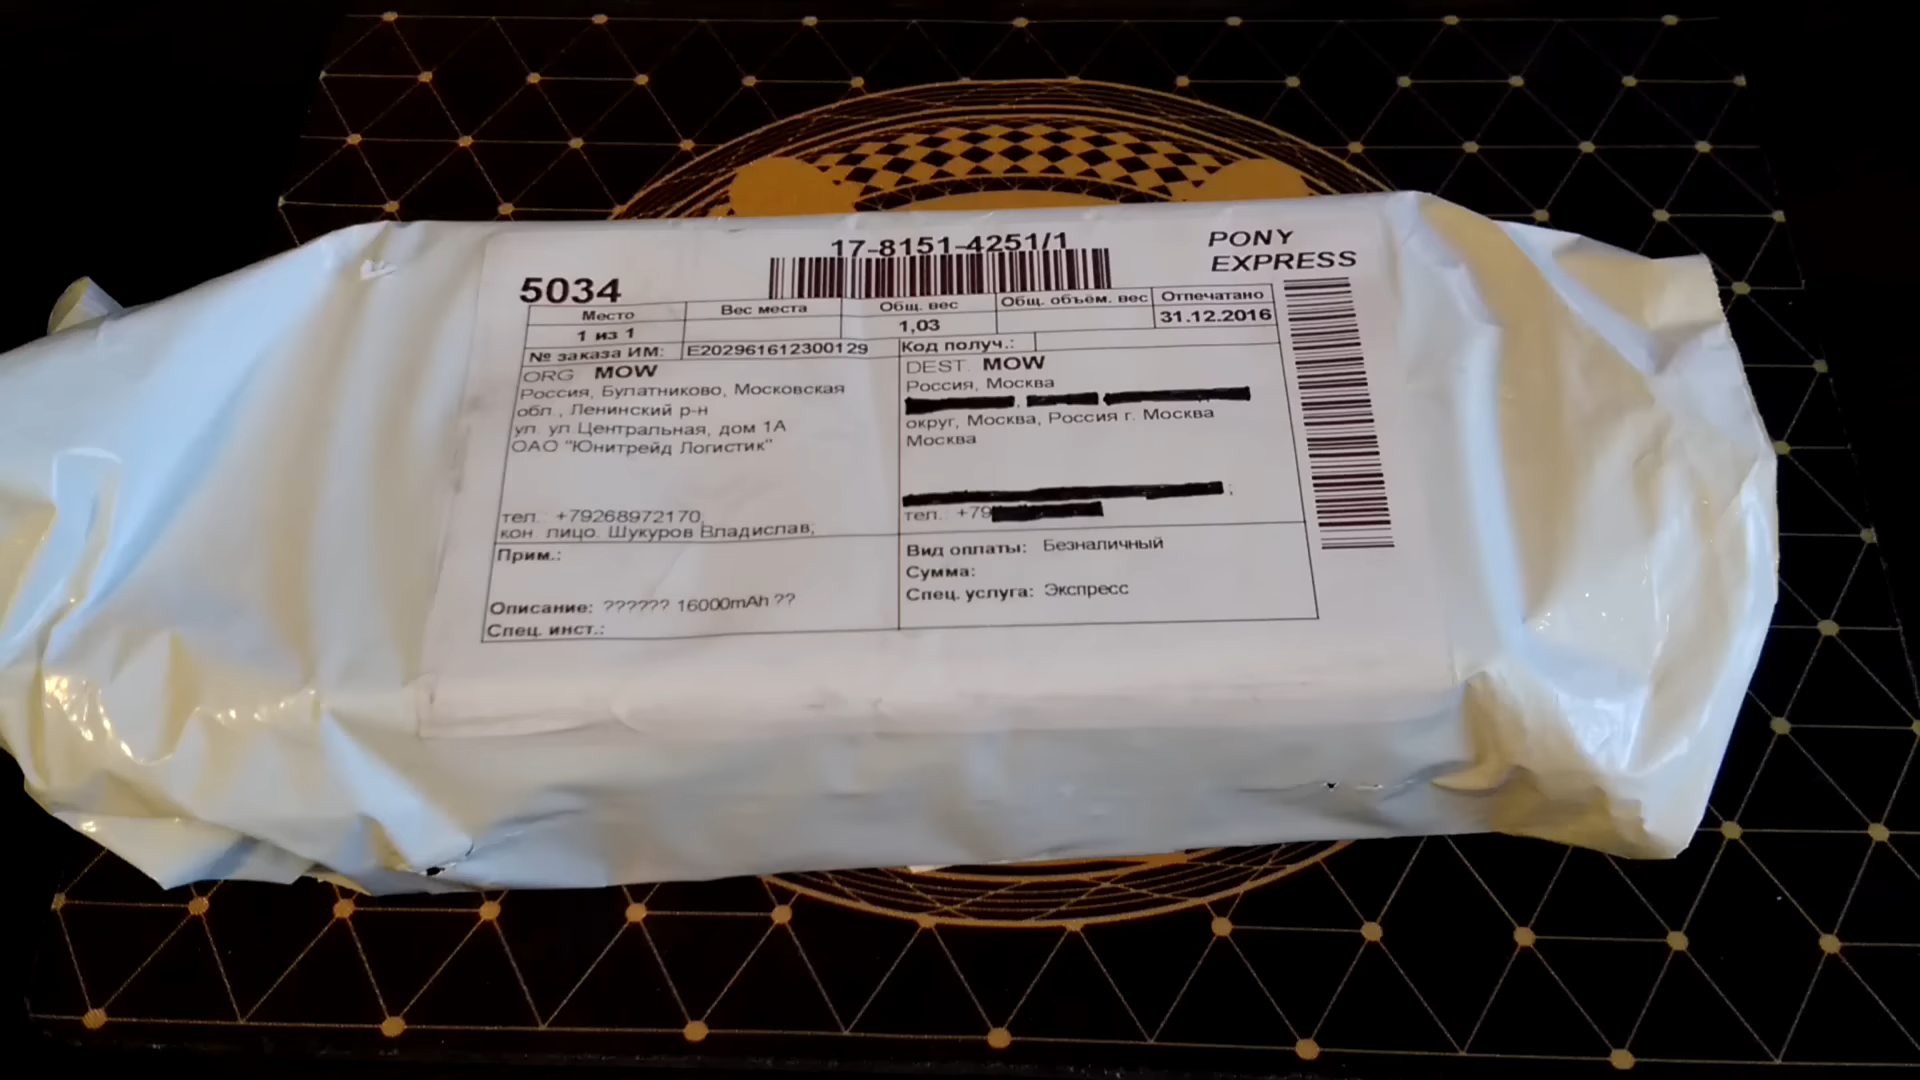 17-8151-4251/1
PONY
EXPRESS
5034
Место
Вес места
Общ. вес
Общ. объём. вес
Отпечатано
1 из 1
1,03
31.12.2016
№ заказа ИМ:
E202961612300129
Код получ.:
ORG MOW
Россия, Булатниково, Московская
обл., Ленинский р-н
ул. ул Центральная, дом 1А
ОАО "Юнитрейд Логистик"
тел.: +79268972170,
кон. лицо: Шукуров Владислав;
DEST. MOW
Россия, Москва
округ, Москва, Россия г. Москва
Москва
тел.: +79
Прим.:
Описание: ?????? 16000mAh ??
Спец. инст.:
Вид оплаты: Безналичный
Сумма:
Спец. услуга: Экспресс